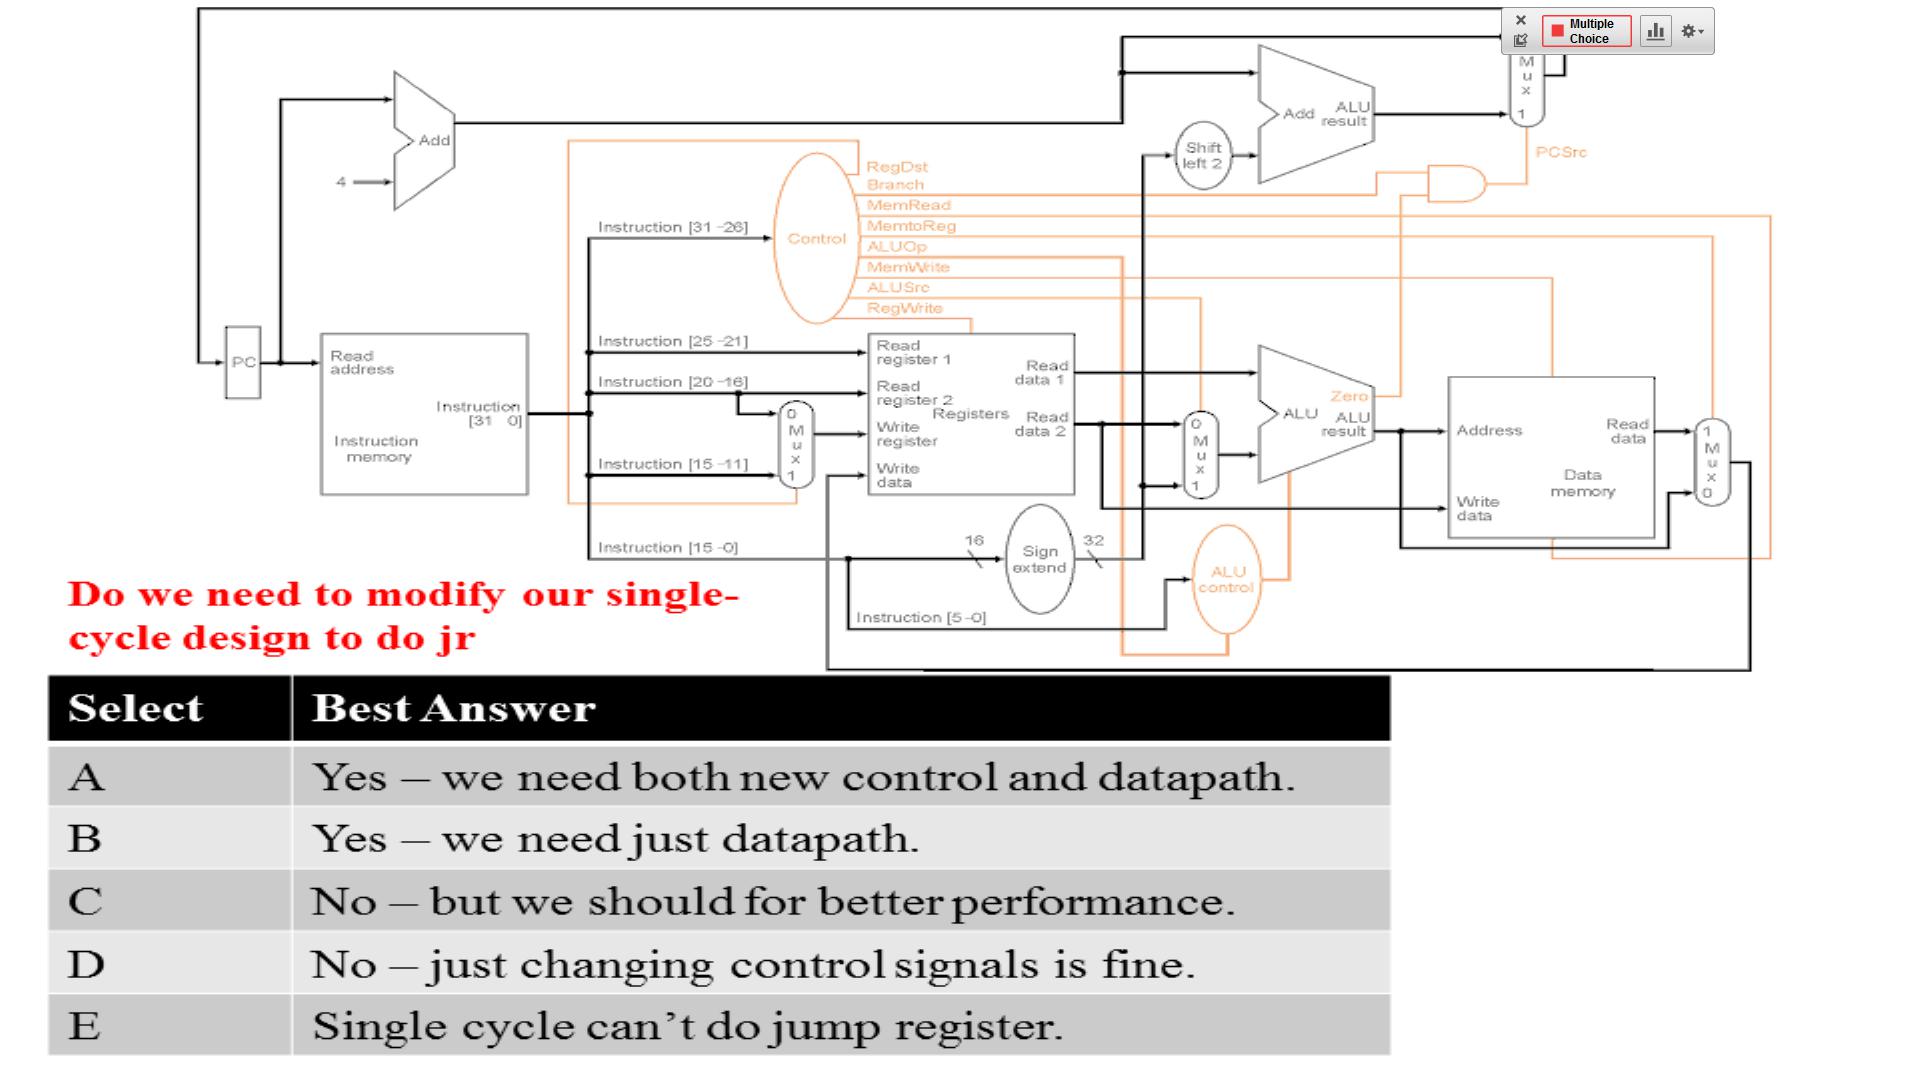 Multiple
Choice
M
u
x
1
Add
ALU
result
Add
4
Shift
left 2
PCSrc
RegDst
Branch
MemRead
MemtoReg
ALUOp
MemWrite
ALUSrc
RegWrite
Control
Instruction [31 -26]
PC
Read
address
Instruction
[31 0]
Instruction
memory
Instruction [25 -21]
Instruction [20 -16]
Instruction [15 -11]
Instruction [15 -0]
0
M
u
x
1
Read
register 1
Read
register 2
Write
register
Write
data
Registers
Read
data 1
Read
data 2
0
M
u
x
1
Zero
ALU
ALU
result
Address
Read
data
Data
memory
Write
data
1
M
u
x
0
16
Sign
extend
32
ALU
control
Instruction [5 -0]
Do we need to modify our single-
cycle design to do jr
Select Best Answer
A Yes – we need both new control and datapath.
B Yes – we need just datapath.
C No – but we should for better performance.
D No – just changing control signals is fine.
E Single cycle can’t do jump register.